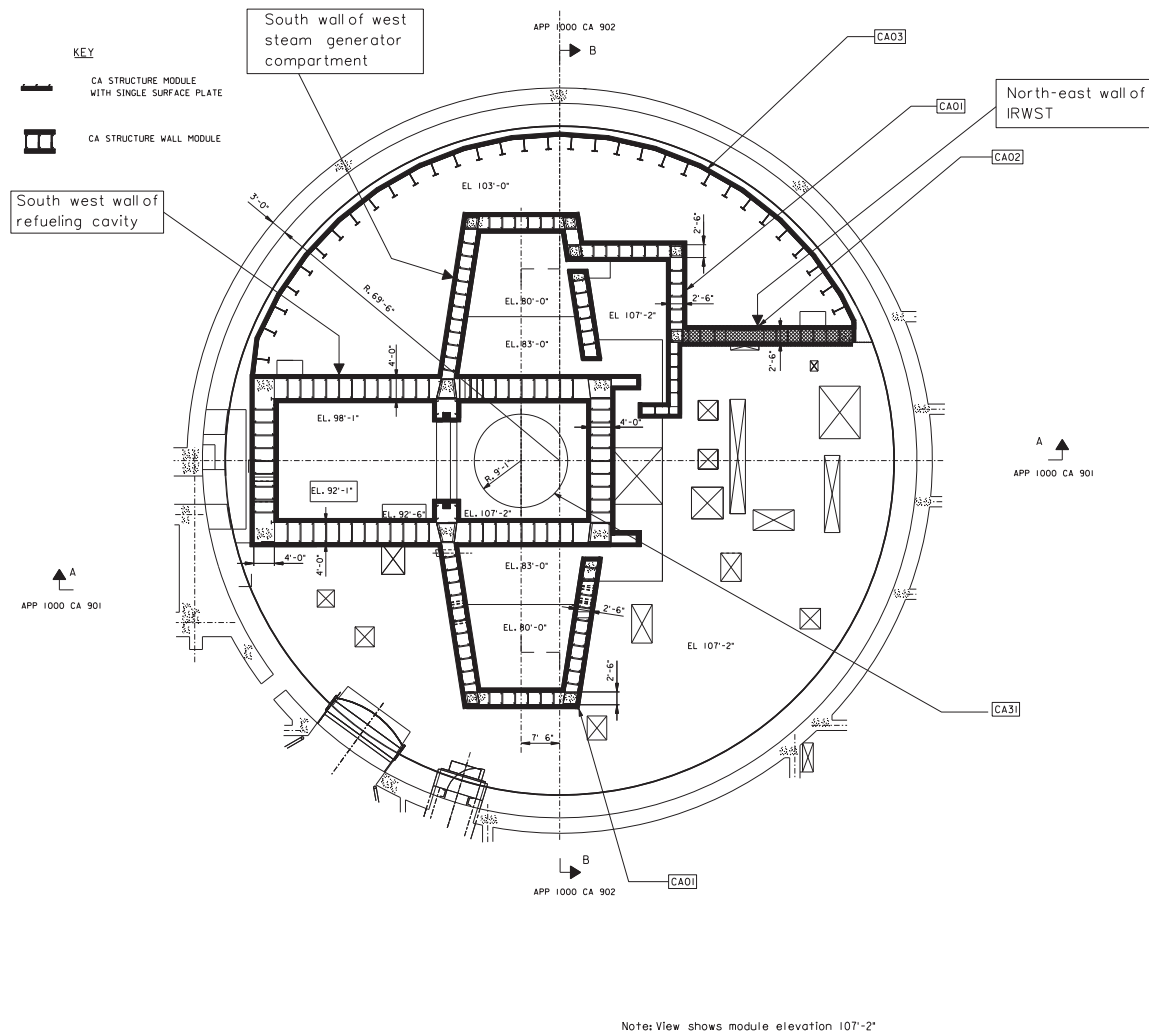 South wall of west
steam generator
compartment
APP 1000 CA 902
B
CA03
KEY
CA STRUCTURE MODULE
WITH SINGLE SURFACE PLATE
CA STRUCTURE WALL MODULE
North-east wall of
IRWST
CA01
CA02
South west wall of
refueling cavity
3'-0"
EL 103'-0"
2'-6"
R. 69'-6"
EL. 80'-0"
2'-6"
EL 107'-2"
EL. 83'-0"
2'-6"
4'-0"
EL. 98'-1"
4'-0"
R. 9'-1"
A
APP 1000 CA 901
EL. 92'-1"
EL. 92'-6"
EL. 107'-2"
4'-0"
4'-0"
EL. 83'-0"
A
APP 1000 CA 901
2'-6"
EL. 80'-0"
EL 107'-2"
2'-6"
CA31
7' 6"
B
APP 1000 CA 902
CA01
Note: View shows module elevation 107'-2"